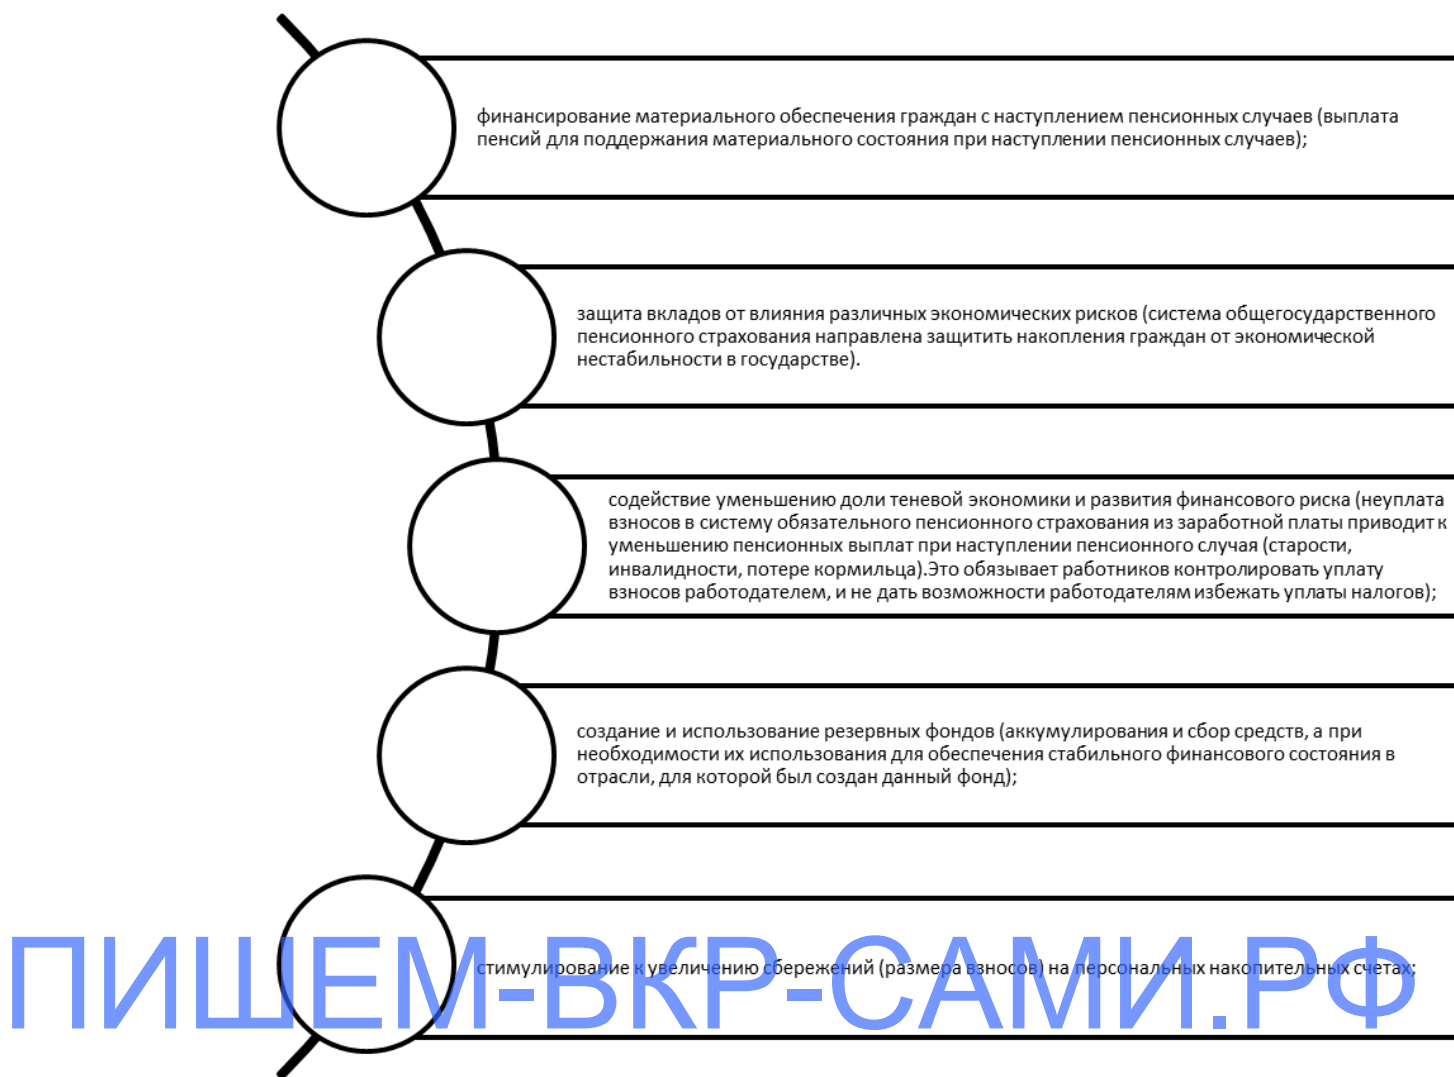 финансирование материального обеспечения граждан с наступлением пенсионных случаев (выплата
пенсий для поддержания материального состояния при наступлении пенсионных случаев);
защита вкладов от влияния различных экономических рисков (система общегосударственного
пенсионного страхования направлена защитить накопления граждан от экономической
нестабильности в государстве).
содействие уменьшению доли теневой экономики и развития финансового риска (неуплата
взносов в систему обязательного пенсионного страхования из заработной платы приводит к
уменьшению пенсионных выплат при наступлении пенсионного случая (старости,
инвалидности, потере кормильца).Это обязывает работников контролировать уплату
взносов работодателем, и не дать возможности работодателям избежать уплаты налогов);
создание и использование резервных фондов (аккумулирования и сбор средств, а при
необходимости их использования для обеспечения стабильного финансового состояния в
отрасли, для которой был создан данный фонд);
стимулирование к увеличению сбережений (размера взносов) на персональных накопительных счетах;
ПИШЕМ-ВКР-САМИ.РФ